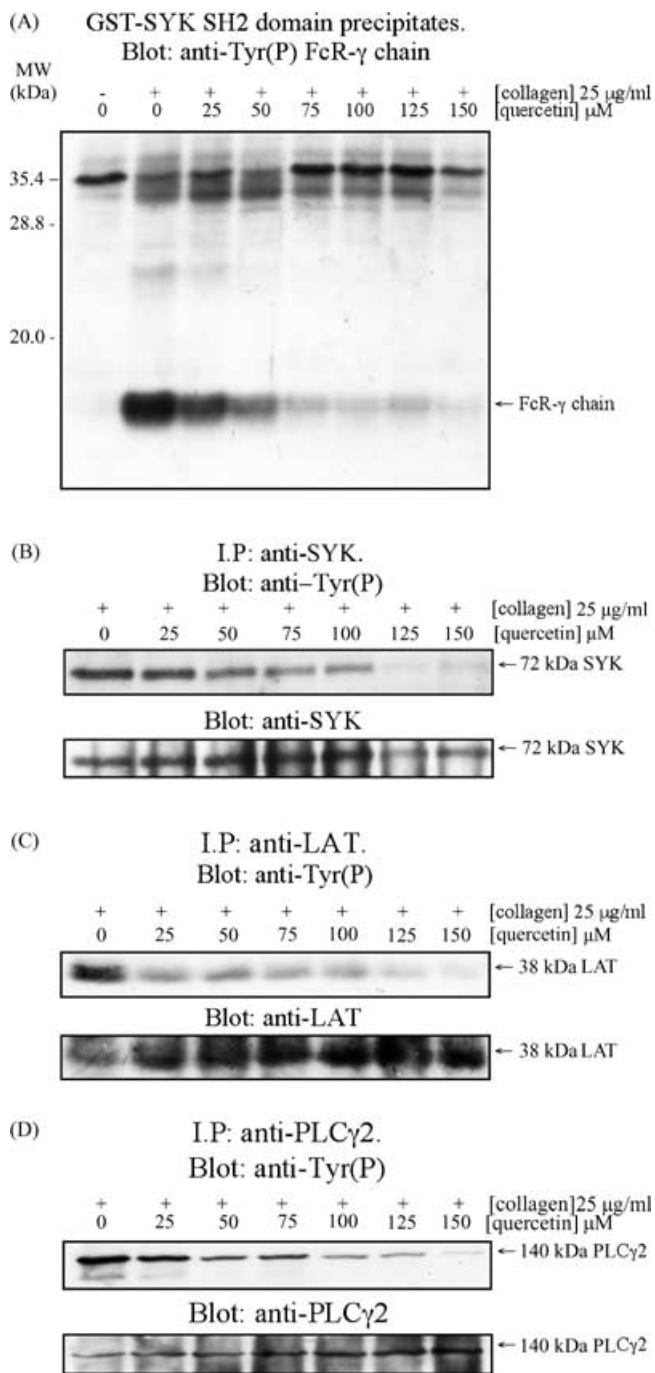 (A) GST-SYK SH2 domain precipitates.
Blot: anti-Tyr(P) FcR-γ chain
MW
(kDa)
- + + + + + + + [collagen] 25 µg/ml
0 0 25 50 75 100 125 150 [quercetin] µM
35.4 –
28.8 -
20.0 -
← FcR-γ chain
(B) I.P: anti-SYK.
Blot: anti–Tyr(P)
+ + + + + + + [collagen] 25 µg/ml
0 25 50 75 100 125 150 [quercetin] µM
← 72 kDa SYK
Blot: anti-SYK
← 72 kDa SYK
(C) I.P: anti-LAT.
Blot: anti-Tyr(P)
+ + + + + + + [collagen] 25 µg/ml
0 25 50 75 100 125 150 [quercetin] µM
← 38 kDa LAT
Blot: anti-LAT
← 38 kDa LAT
(D) I.P: anti-PLCγ2.
Blot: anti-Tyr(P)
+ + + + + + + [collagen]25 µg/ml
0 25 50 75 100 125 150 [quercetin] µM
← 140 kDa PLCγ2
Blot: anti-PLCγ2
← 140 kDa PLCγ2